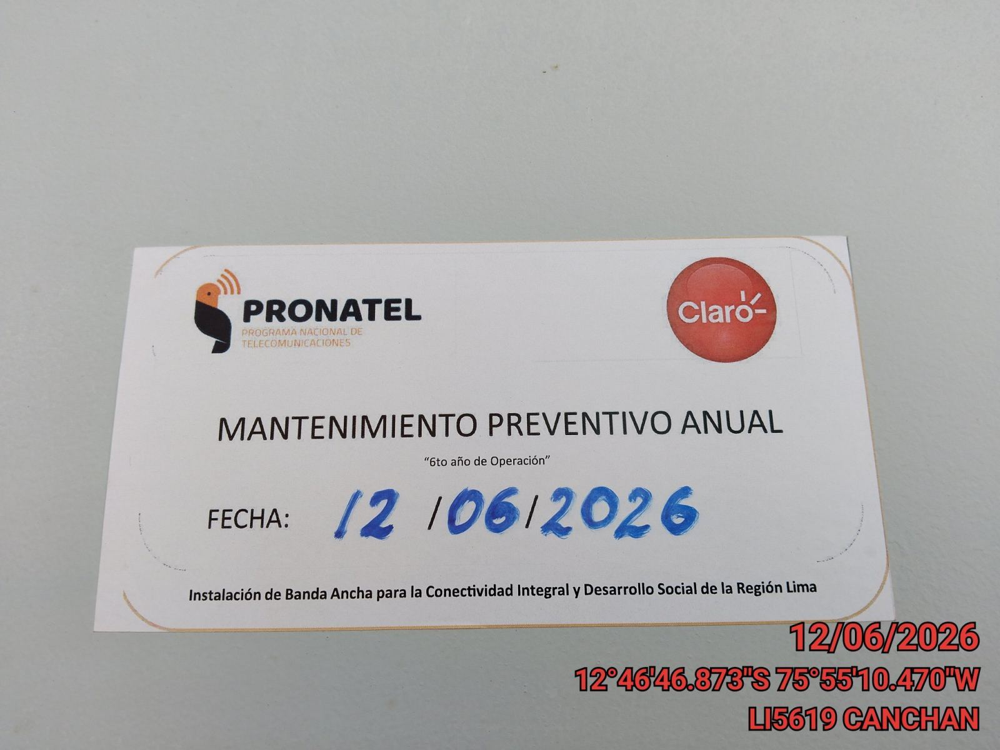 PRONATEL
PROGRAMA NACIONAL DE
TELECOMUNICACIONES
Claro
MANTENIMIENTO PREVENTIVO ANUAL
“6to año de Operación”
FECHA: 12 / 06 / 2026
Instalación de Banda Ancha para la Conectividad Integral y Desarrollo Social de la Región Lima
12/06/2026
12°46'46.873"S 75°55'10.470"W
LI5619 CANCHAN